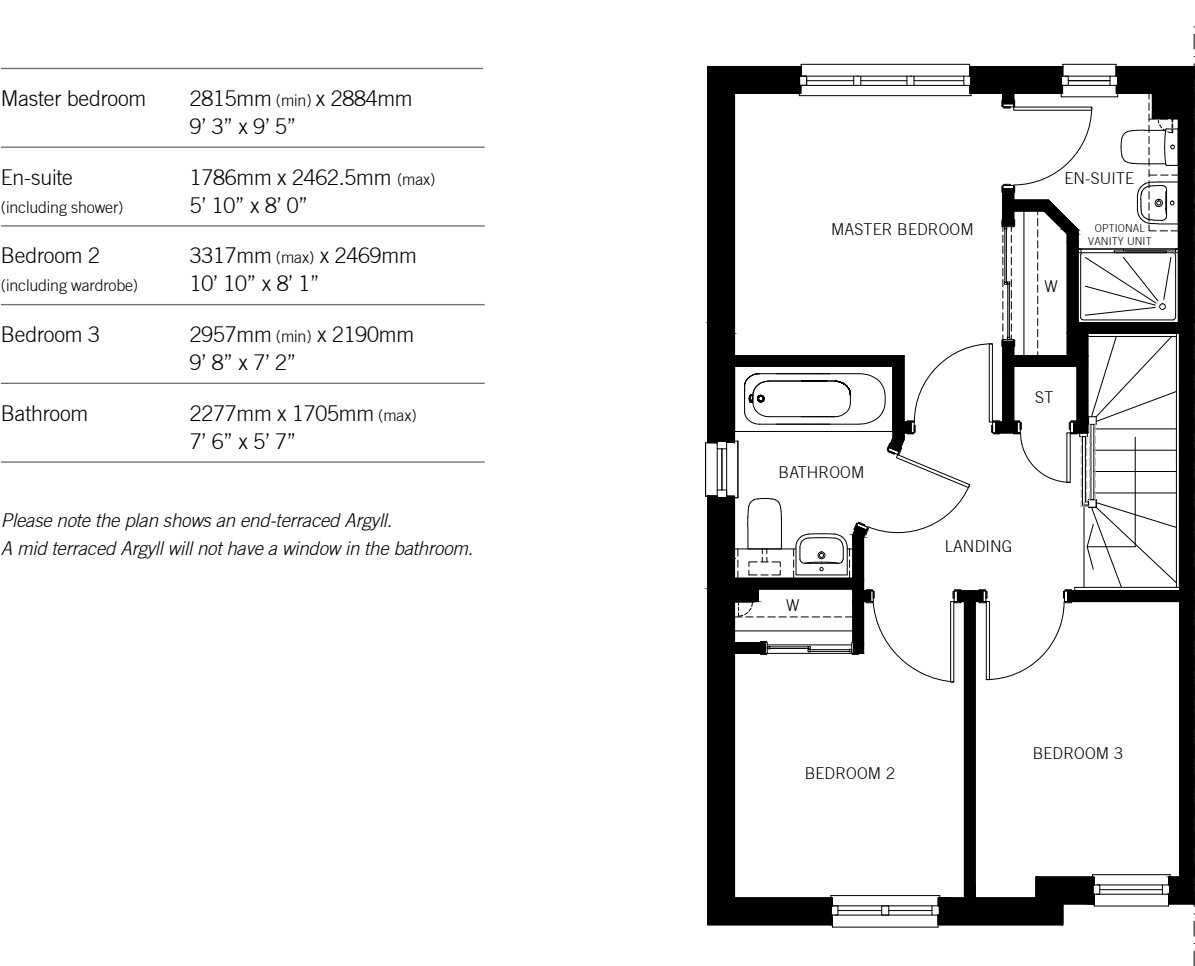 Master bedroom 2815mm (min) x 2884mm
9’ 3” x 9’ 5”
En-suite 1786mm x 2462.5mm (max)
(including shower) 5’ 10” x 8’ 0”
Bedroom 2 3317mm (max) x 2469mm
(including wardrobe) 10’ 10” x 8’ 1”
Bedroom 3 2957mm (min) x 2190mm
9’ 8” x 7’ 2”
Bathroom 2277mm x 1705mm (max)
7’ 6” x 5’ 7”
Please note the plan shows an end-terraced Argyll.
A mid terraced Argyll will not have a window in the bathroom.
EN-SUITE
MASTER BEDROOM
OPTIONAL
VANITY UNIT
W
ST
BATHROOM
LANDING
W
BEDROOM 3
BEDROOM 2